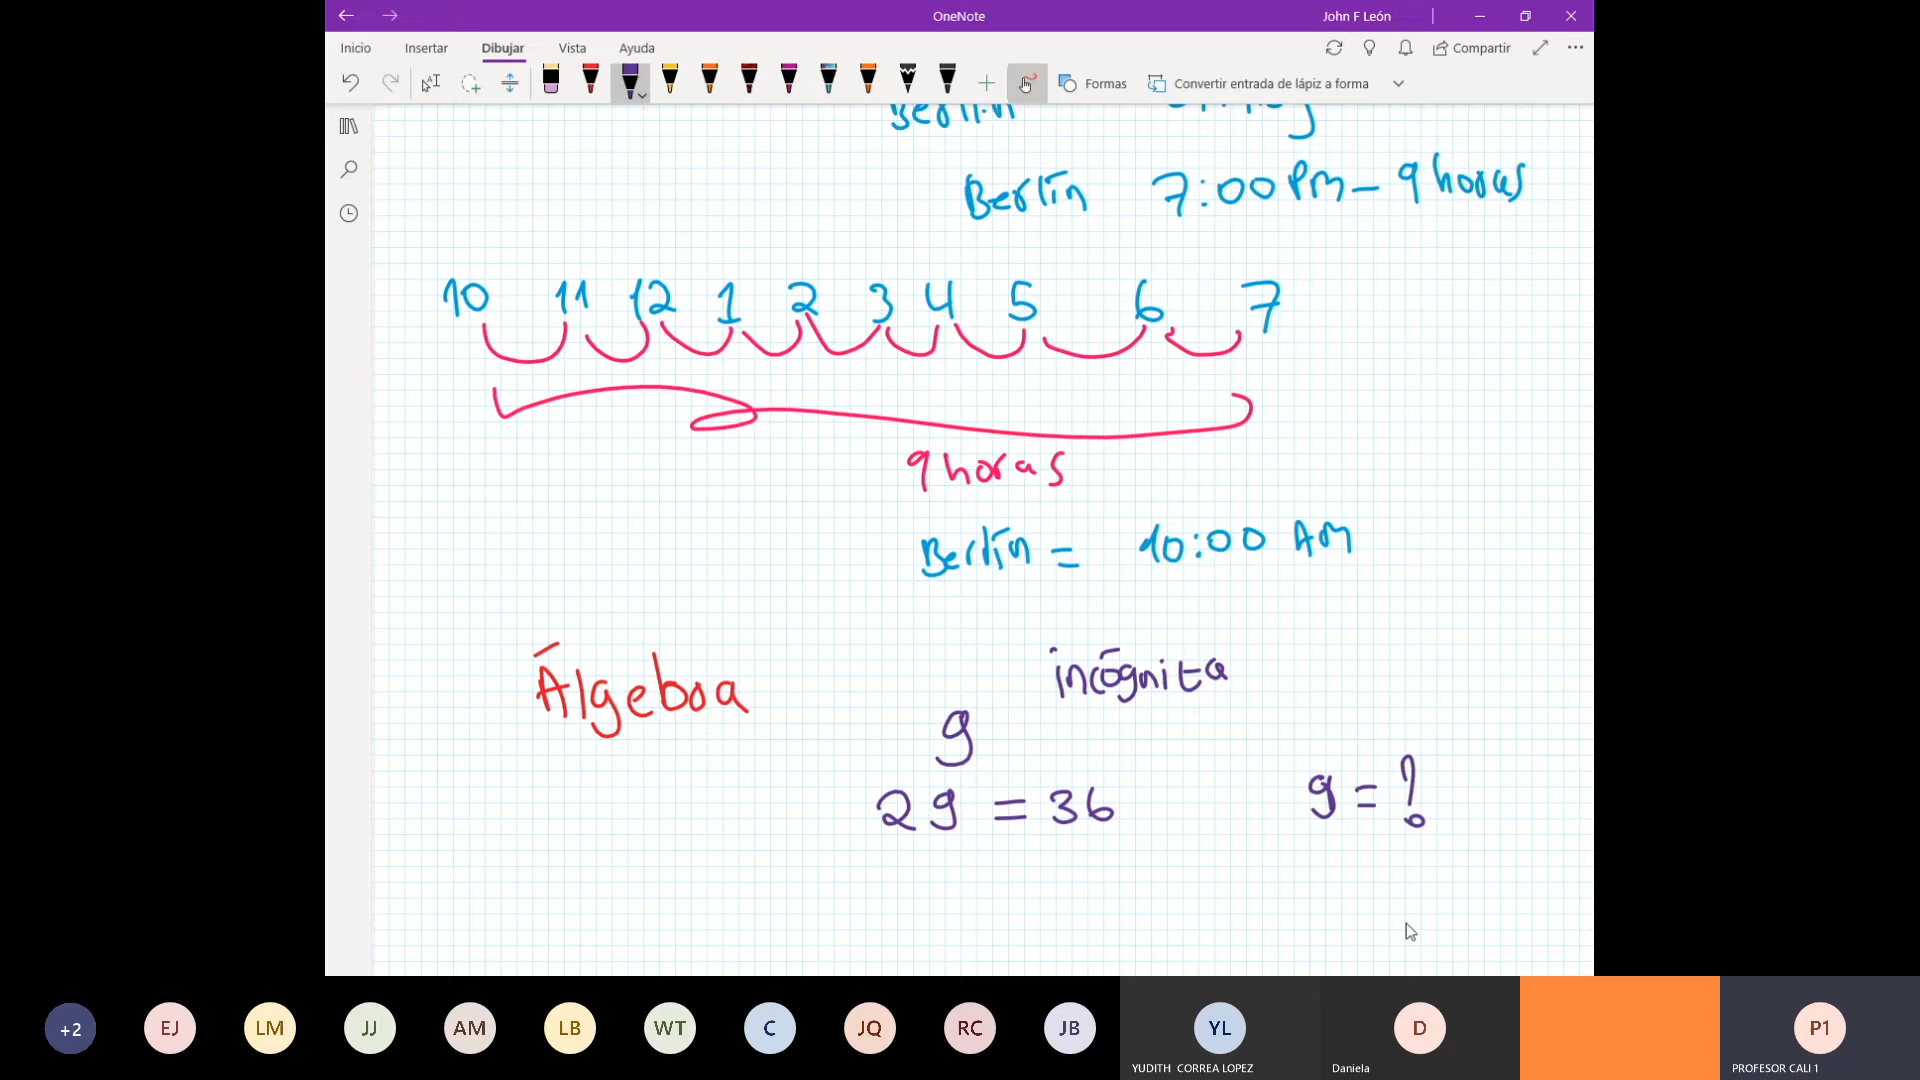 OneNote
John F León
Inicio Insertar Dibujar Vista Ayuda
Compartir
Formas
Convertir entrada de lápiz a forma
Berlín
Berlín 7:00 PM - 9 horas
10 11 12 1 2 3 4 5 6 7
9 horas
Berlín = 10:00 AM
Álgebra
incógnita
g
2g = 36
g = ?
+2 EJ LM JJ AM LB WT C JQ RC JB YL D P1
YUDITH CORREA LOPEZ
Daniela
PROFESOR CALI 1